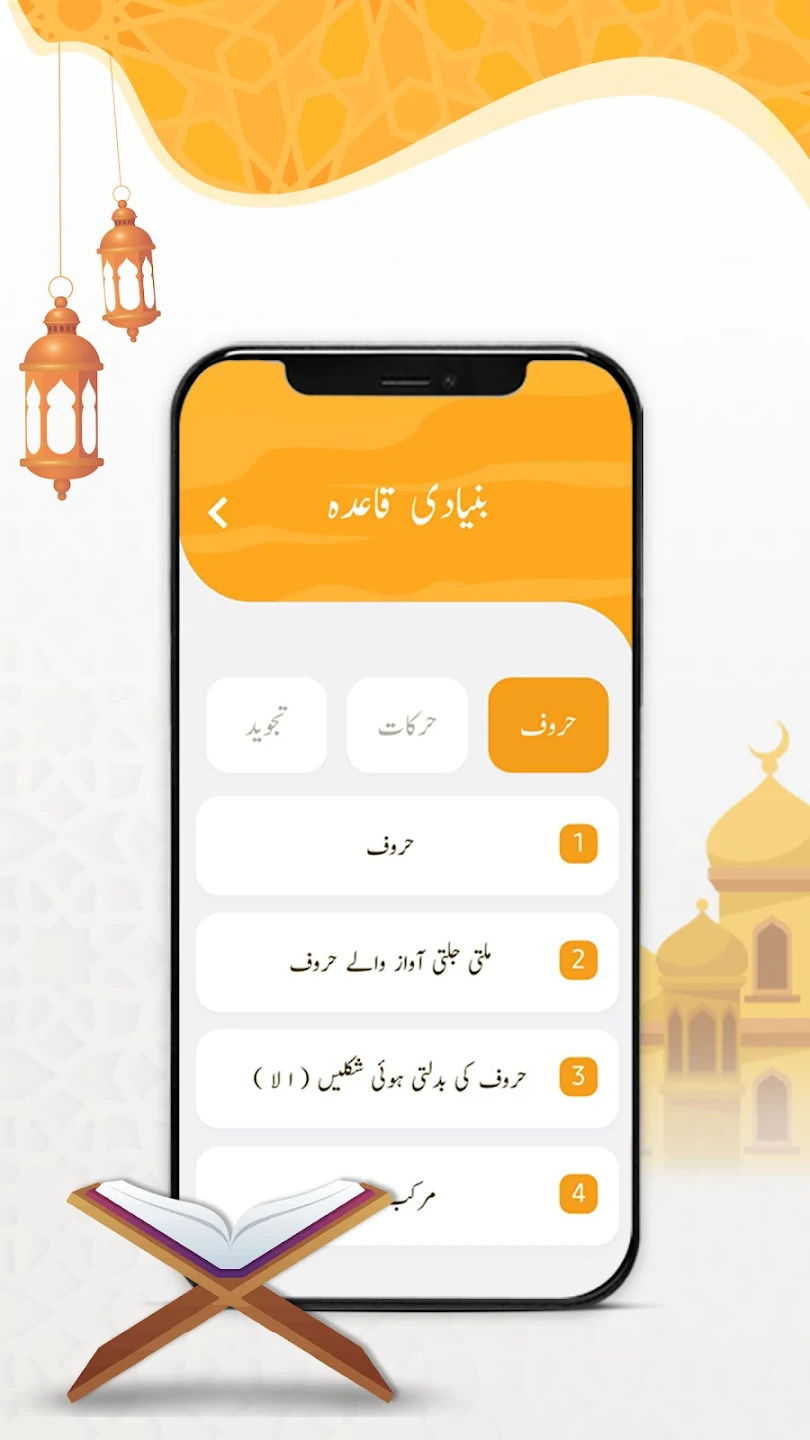 بنیادی قاعدہ
حروف حرکات تجوید
1 حروف
2 ملتی جلتی آواز والے حروف
3 حروف کی بدلتی ہوئی شکلیں (ا لا)
4 مرکب